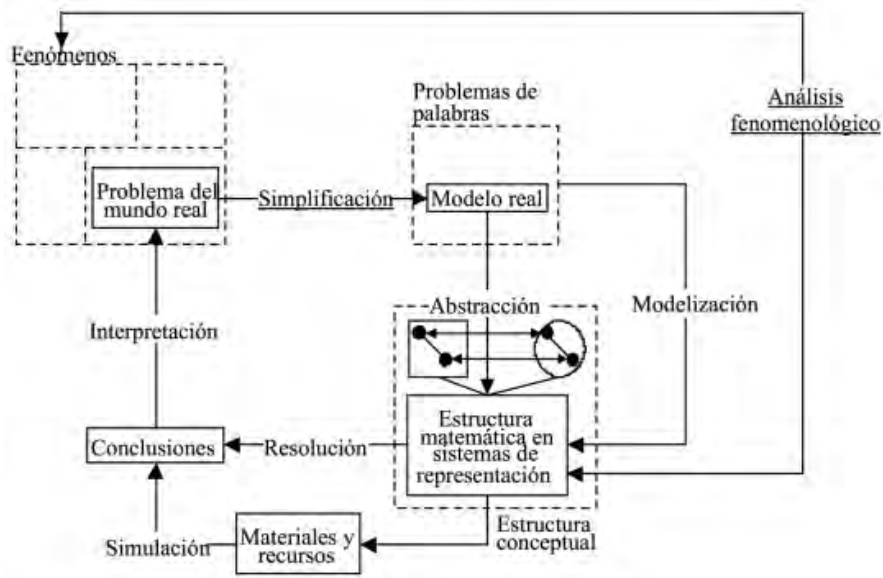 Fenómenos
Problemas de
palabras
Análisis
fenomenológico
Problema del
mundo real
Simplificación
Modelo real
Abstracción
Modelización
Interpretación
Estructura
matemática en
sistemas de
representación
Conclusiones
Resolución
Estructura
conceptual
Materiales y
recursos
Simulación